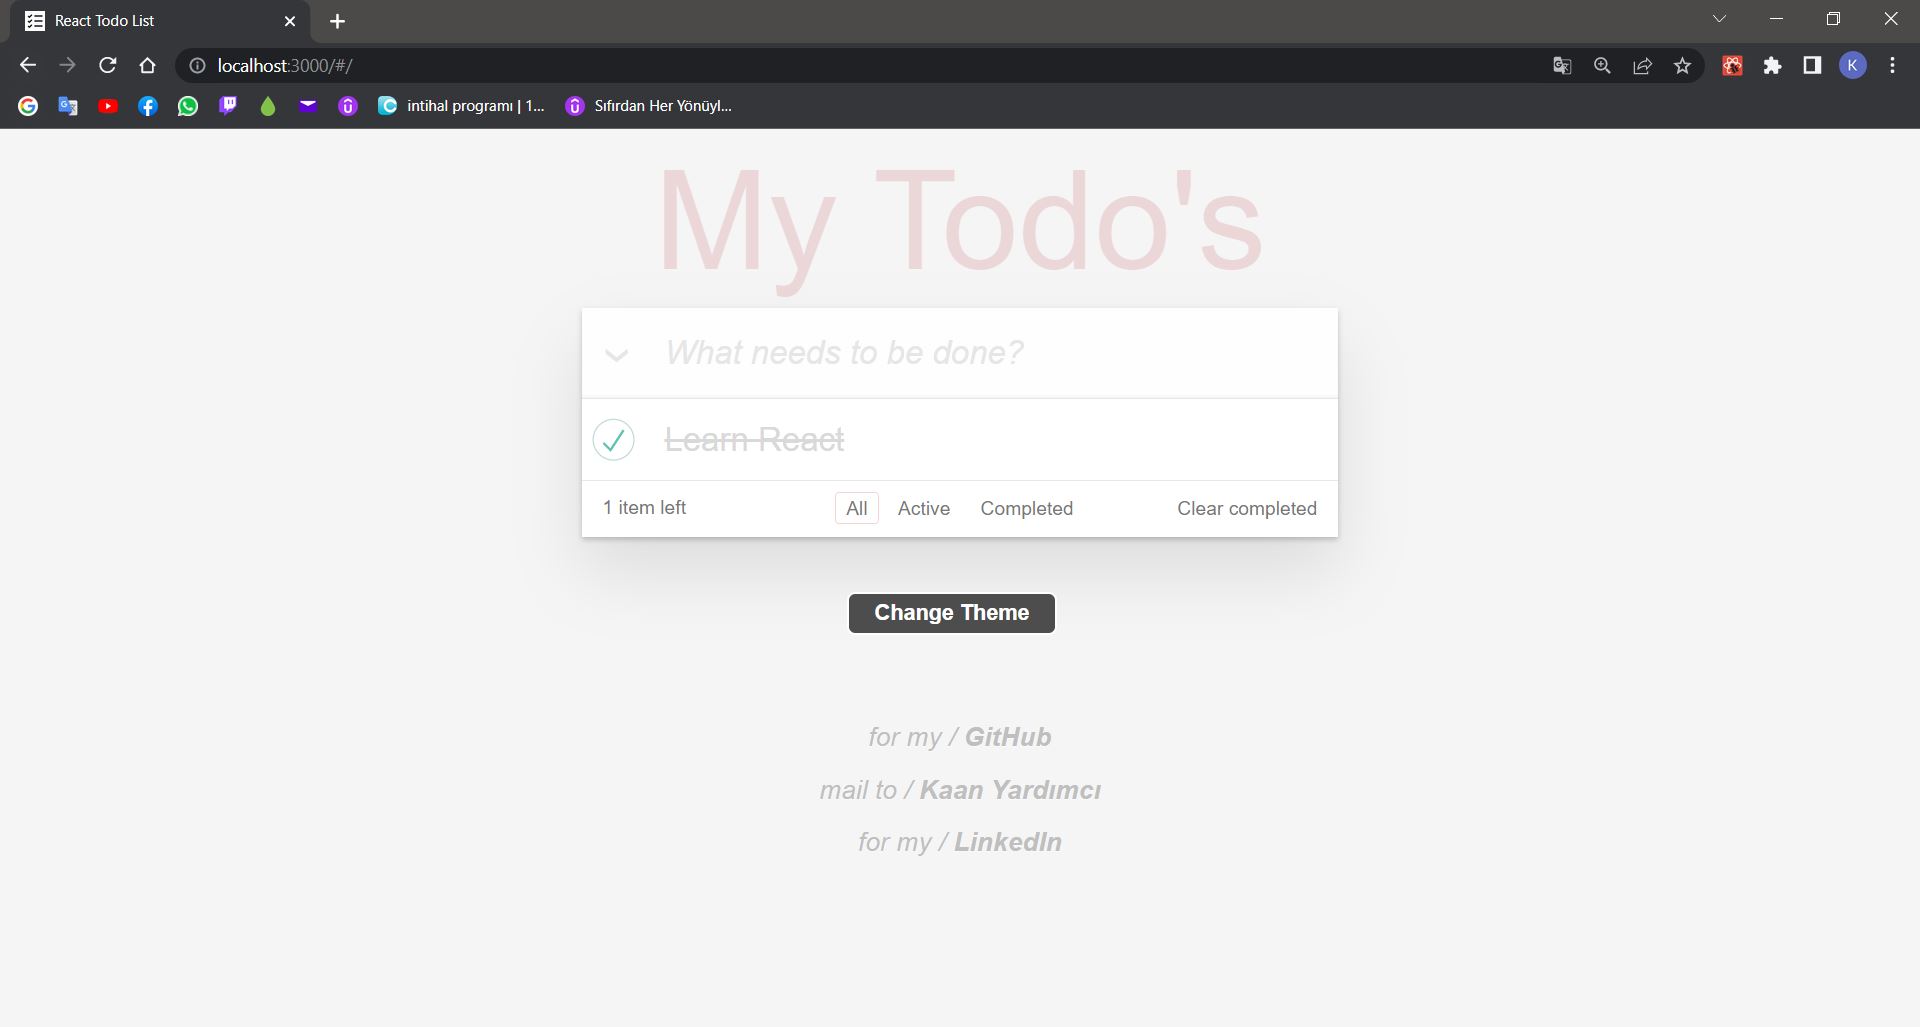 React Todo List
localhost:3000/#/
K
intihal programı | 1...
Sıfırdan Her Yönüyl...
My Todo's
What needs to be done?
Learn React
1 item left
All
Active
Completed
Clear completed
Change Theme
for my / GitHub
mail to / Kaan Yardımcı
for my / LinkedIn